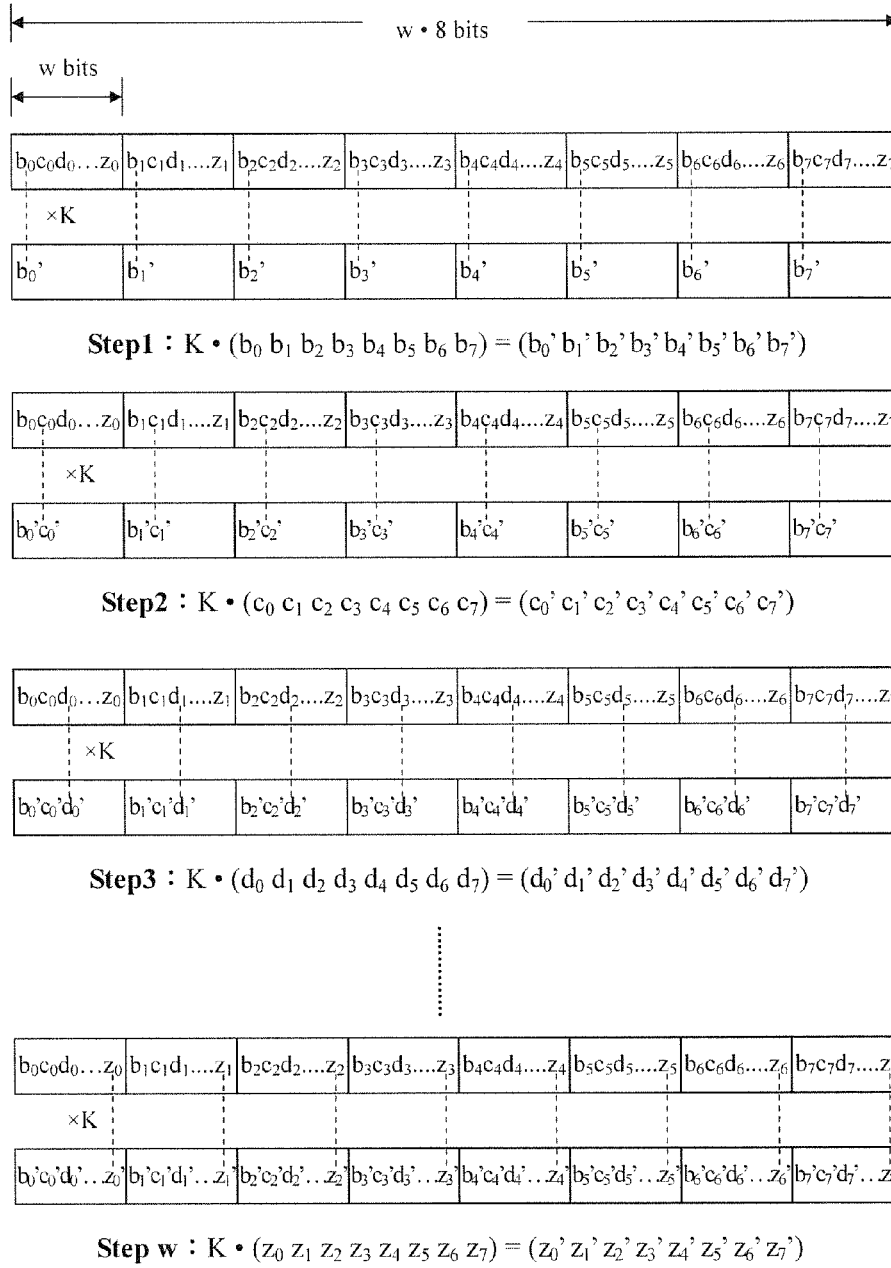 w • 8 bits
w bits
b₀c₀d₀...z₀ b₁c₁d₁....z₁ b₂c₂d₂....z₂ b₃c₃d₃....z₃ b₄c₄d₄....z₄ b₅c₅d₅....z₅ b₆c₆d₆....z₆ b₇c₇d₇....z₇
×K
b₀’ b₁’ b₂’ b₃’ b₄’ b₅’ b₆’ b₇’
Step1：K • (b₀ b₁ b₂ b₃ b₄ b₅ b₆ b₇) = (b₀’ b₁’ b₂’ b₃’ b₄’ b₅’ b₆’ b₇’)
b₀c₀d₀...z₀ b₁c₁d₁....z₁ b₂c₂d₂....z₂ b₃c₃d₃....z₃ b₄c₄d₄....z₄ b₅c₅d₅....z₅ b₆c₆d₆....z₆ b₇c₇d₇....z₇
×K
b₀’c₀’ b₁’c₁’ b₂’c₂’ b₃’c₃’ b₄’c₄’ b₅’c₅’ b₆’c₆’ b₇’c₇’
Step2：K • (c₀ c₁ c₂ c₃ c₄ c₅ c₆ c₇) = (c₀’ c₁’ c₂’ c₃’ c₄’ c₅’ c₆’ c₇’)
b₀c₀d₀...z₀ b₁c₁d₁....z₁ b₂c₂d₂....z₂ b₃c₃d₃....z₃ b₄c₄d₄....z₄ b₅c₅d₅....z₅ b₆c₆d₆....z₆ b₇c₇d₇....z
×K
b₀’c₀’d₀’ b₁’c₁’d₁’ b₂’c₂’d₂’ b₃’c₃’d₃’ b₄’c₄’d₄’ b₅’c₅’d₅’ b₆’c₆’d₆’ b₇’c₇’d₇’
Step3：K • (d₀ d₁ d₂ d₃ d₄ d₅ d₆ d₇) = (d₀’ d₁’ d₂’ d₃’ d₄’ d₅’ d₆’ d₇’)
b₀c₀d₀...z₀ b₁c₁d₁....z₁ b₂c₂d₂....z₂ b₃c₃d₃....z₃ b₄c₄d₄....z₄ b₅c₅d₅....z₅ b₆c₆d₆....z₆ b₇c₇d₇....z
×K
b₀’c₀’d₀’...z₀’ b₁’c₁’d₁’...z₁’ b₂’c₂’d₂’...z₂’ b₃’c₃’d₃’...z₃’ b₄’c₄’d₄’...z₄’ b₅’c₅’d₅’...z₅’ b₆’c₆’d₆’...z₆’ b₇’c₇’d₇’...z
Step w：K • (z₀ z₁ z₂ z₃ z₄ z₅ z₆ z₇) = (z₀’ z₁’ z₂’ z₃’ z₄’ z₅’ z₆’ z₇’)